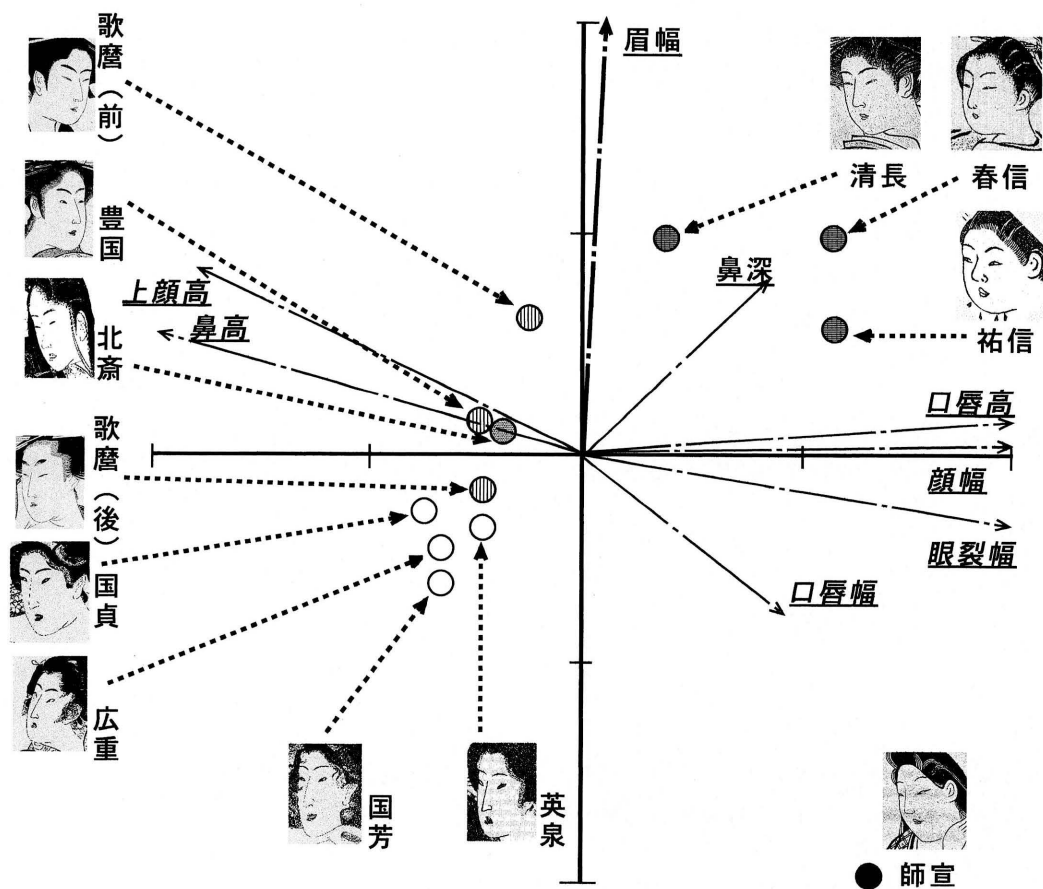 歌麿(前)
豊国
北斎
歌麿(後)
国貞
広重
国芳
英泉
眉幅
清長
春信
祐信
鼻深
上顔高
鼻高
口唇高
顔幅
眼裂幅
口唇幅
師宣